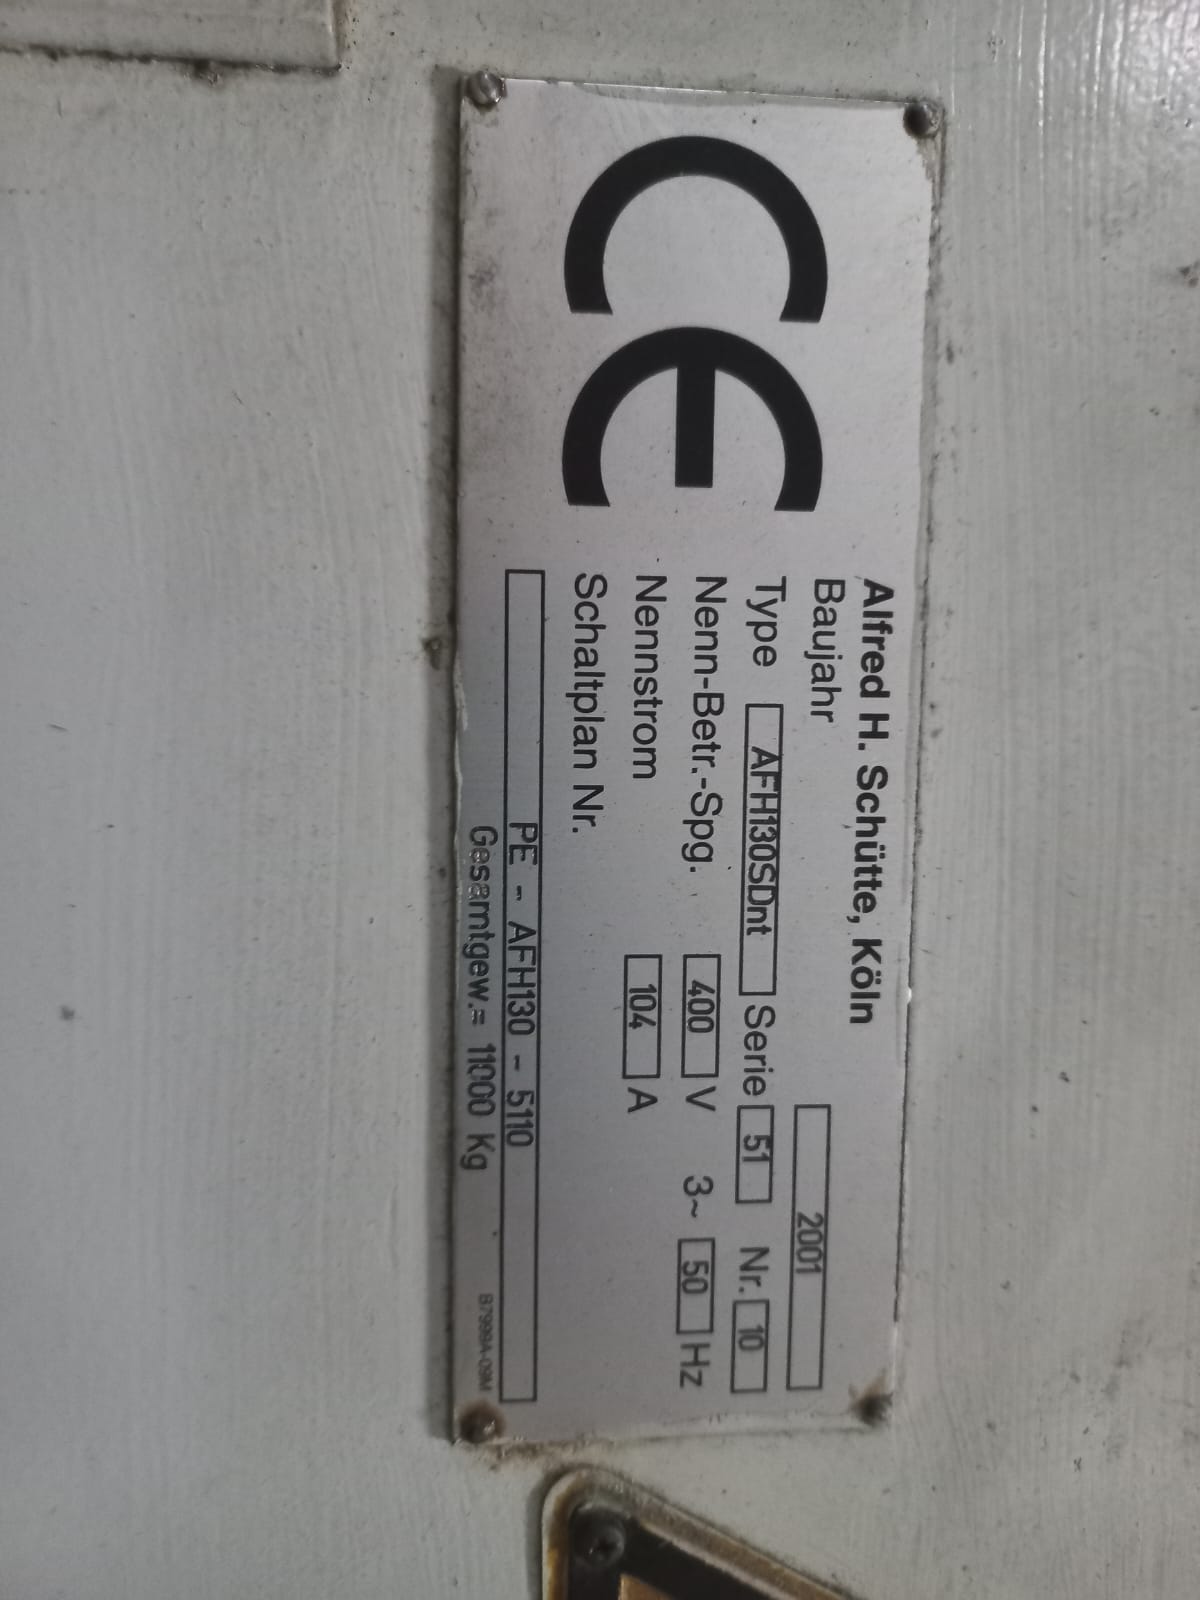 CE
Alfred H. Schütte, Köln
Baujahr 2001
Type AFH130SDnt Serie 51 Nr. 10
Nenn-Betr.-Spg. 400 V 3~ 50 Hz
Nennstrom 104 A
Schaltplan Nr.
PE - AFH130 - 5110
Gesamtgew.= 11000 Kg